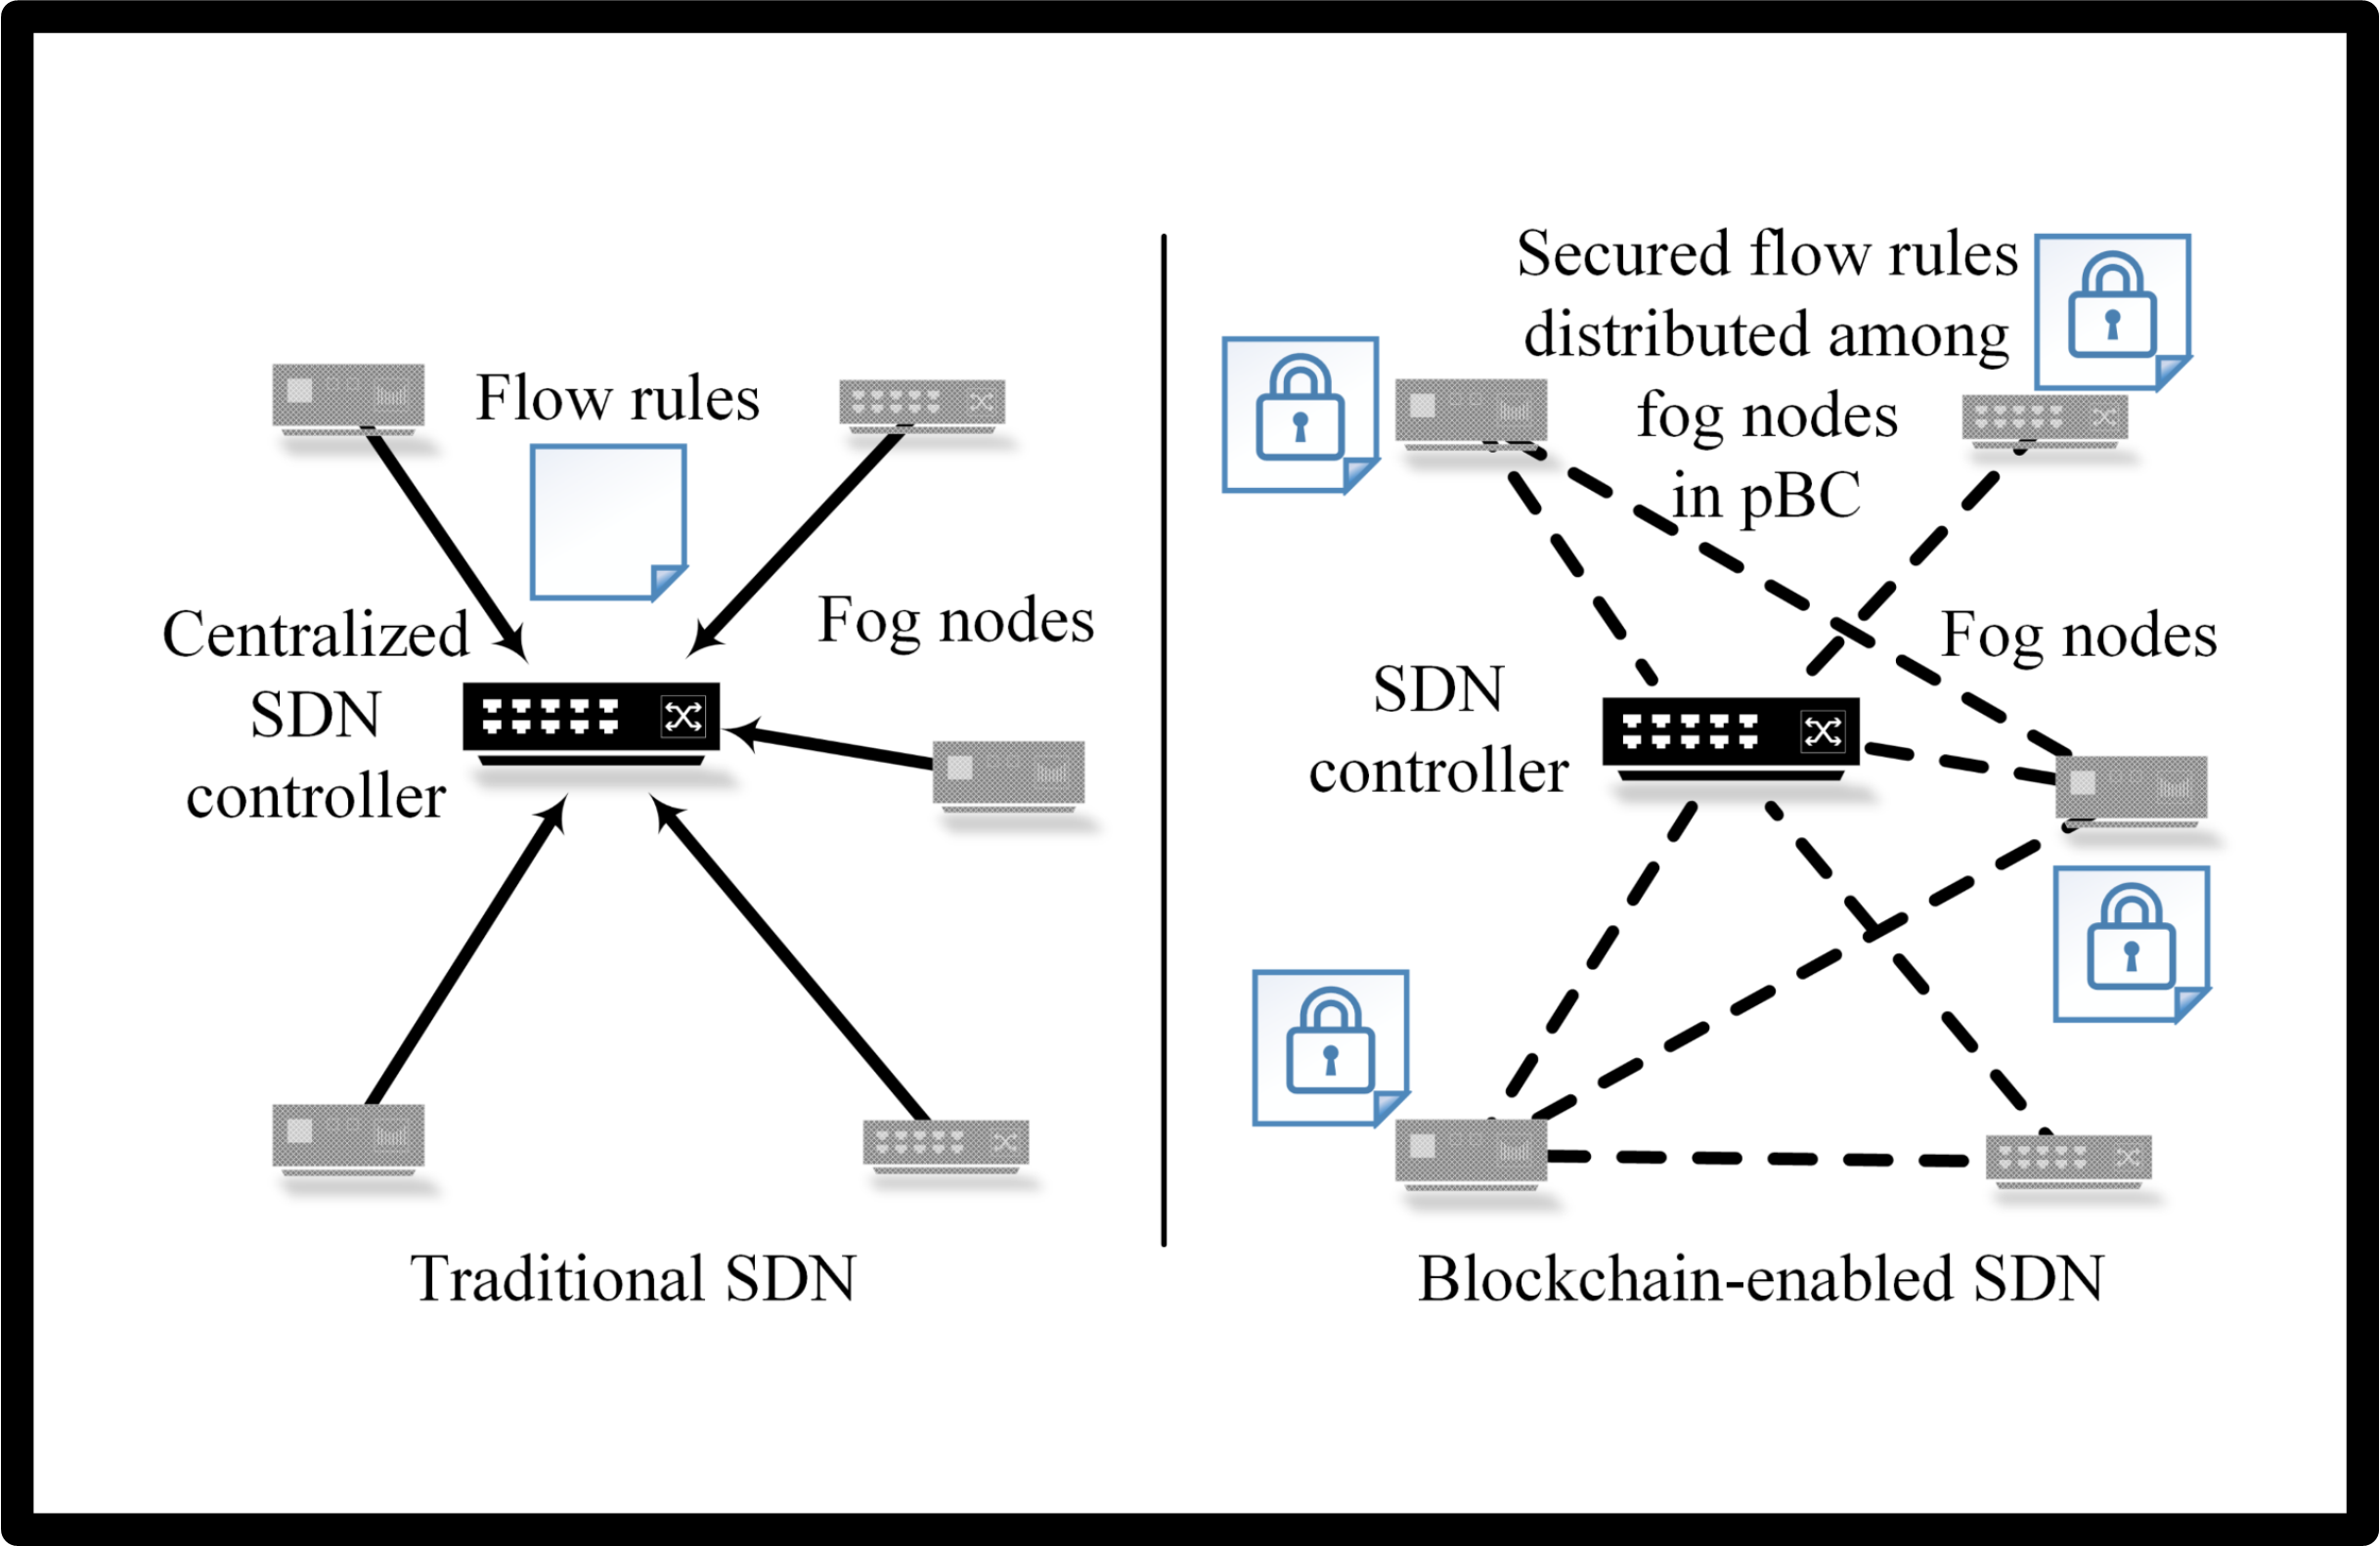 Flow rules
Centralized
SDN
controller
Fog nodes
Traditional SDN
Secured flow rules
distributed among
fog nodes
in pBC
Fog nodes
SDN
controller
Blockchain-enabled SDN